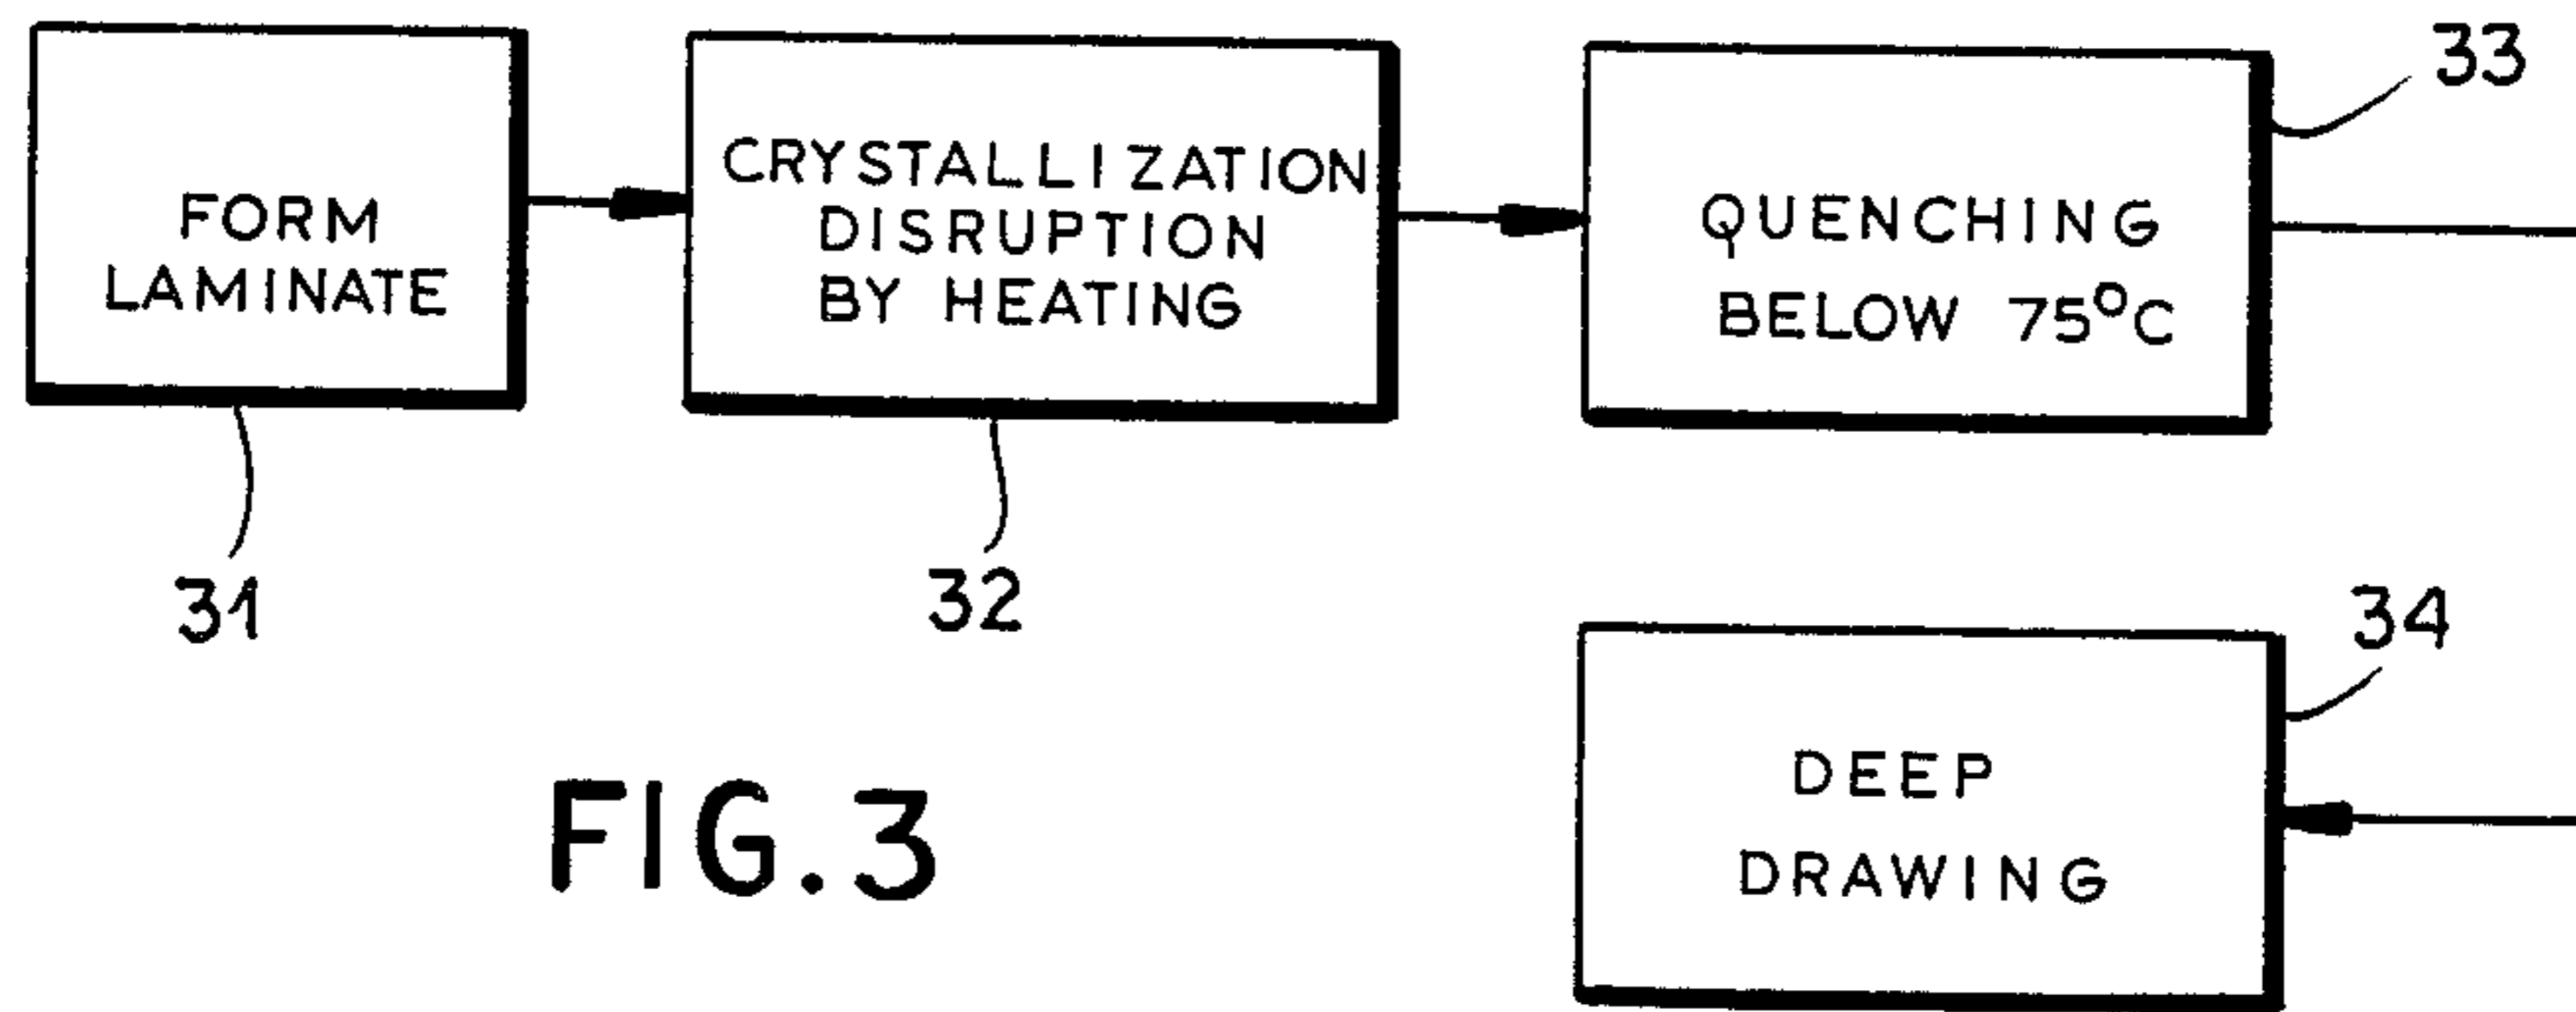 FORM
LAMINATE
31
CRYSTALLIZATION
DISRUPTION
BY HEATING
32
QUENCHING
BELOW 75°C
33
DEEP
DRAWING
34
FIG.3